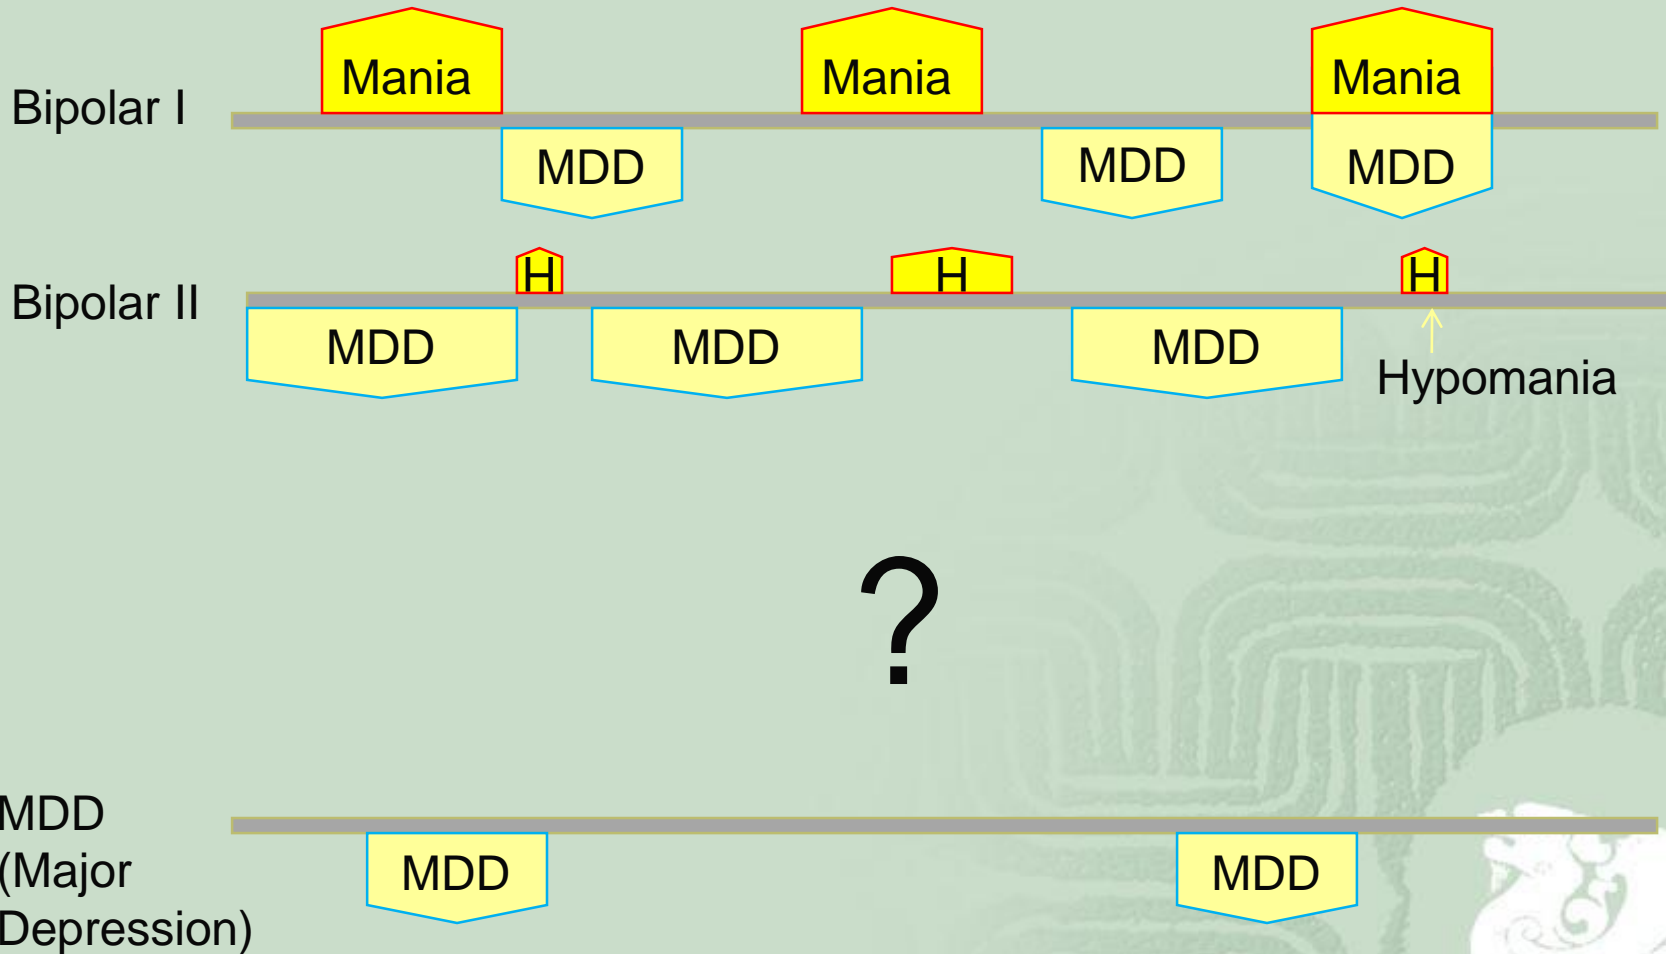 Mania Mania Mania
Bipolar I
MDD MDD MDD
H H H
Bipolar II
MDD MDD MDD
Hypomania
?
MDD
(Major
Depression)
MDD MDD